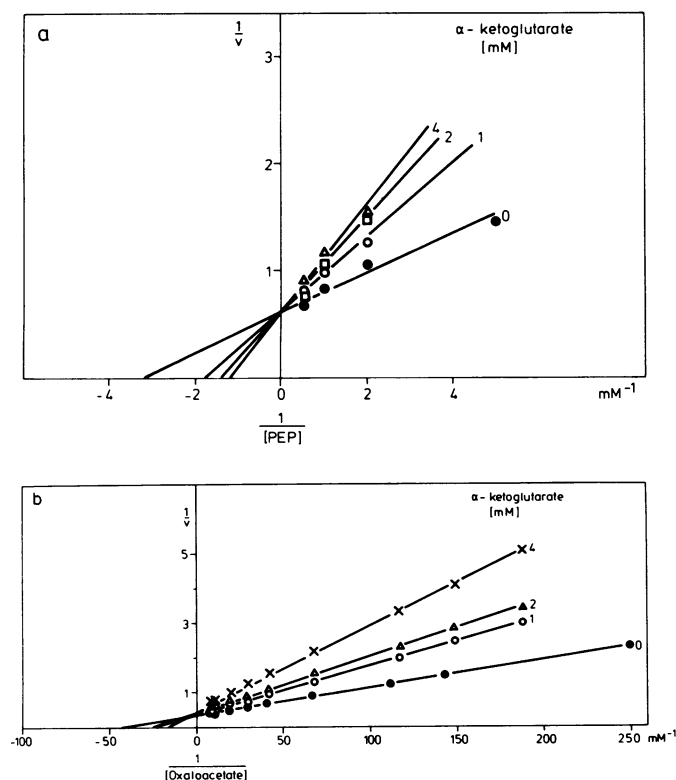 a
1
v
α - ketoglutarate
[mM]
3
2
1
4
2
1
0
-4
-2
0
2
4
mM⁻¹
1
[PEP]
b
1
v
α - ketoglutarate
[mM]
5
3
1
4
2
1
0
-100
-50
0
50
100
150
200
250
mM⁻¹
1
[Oxaloacetate]